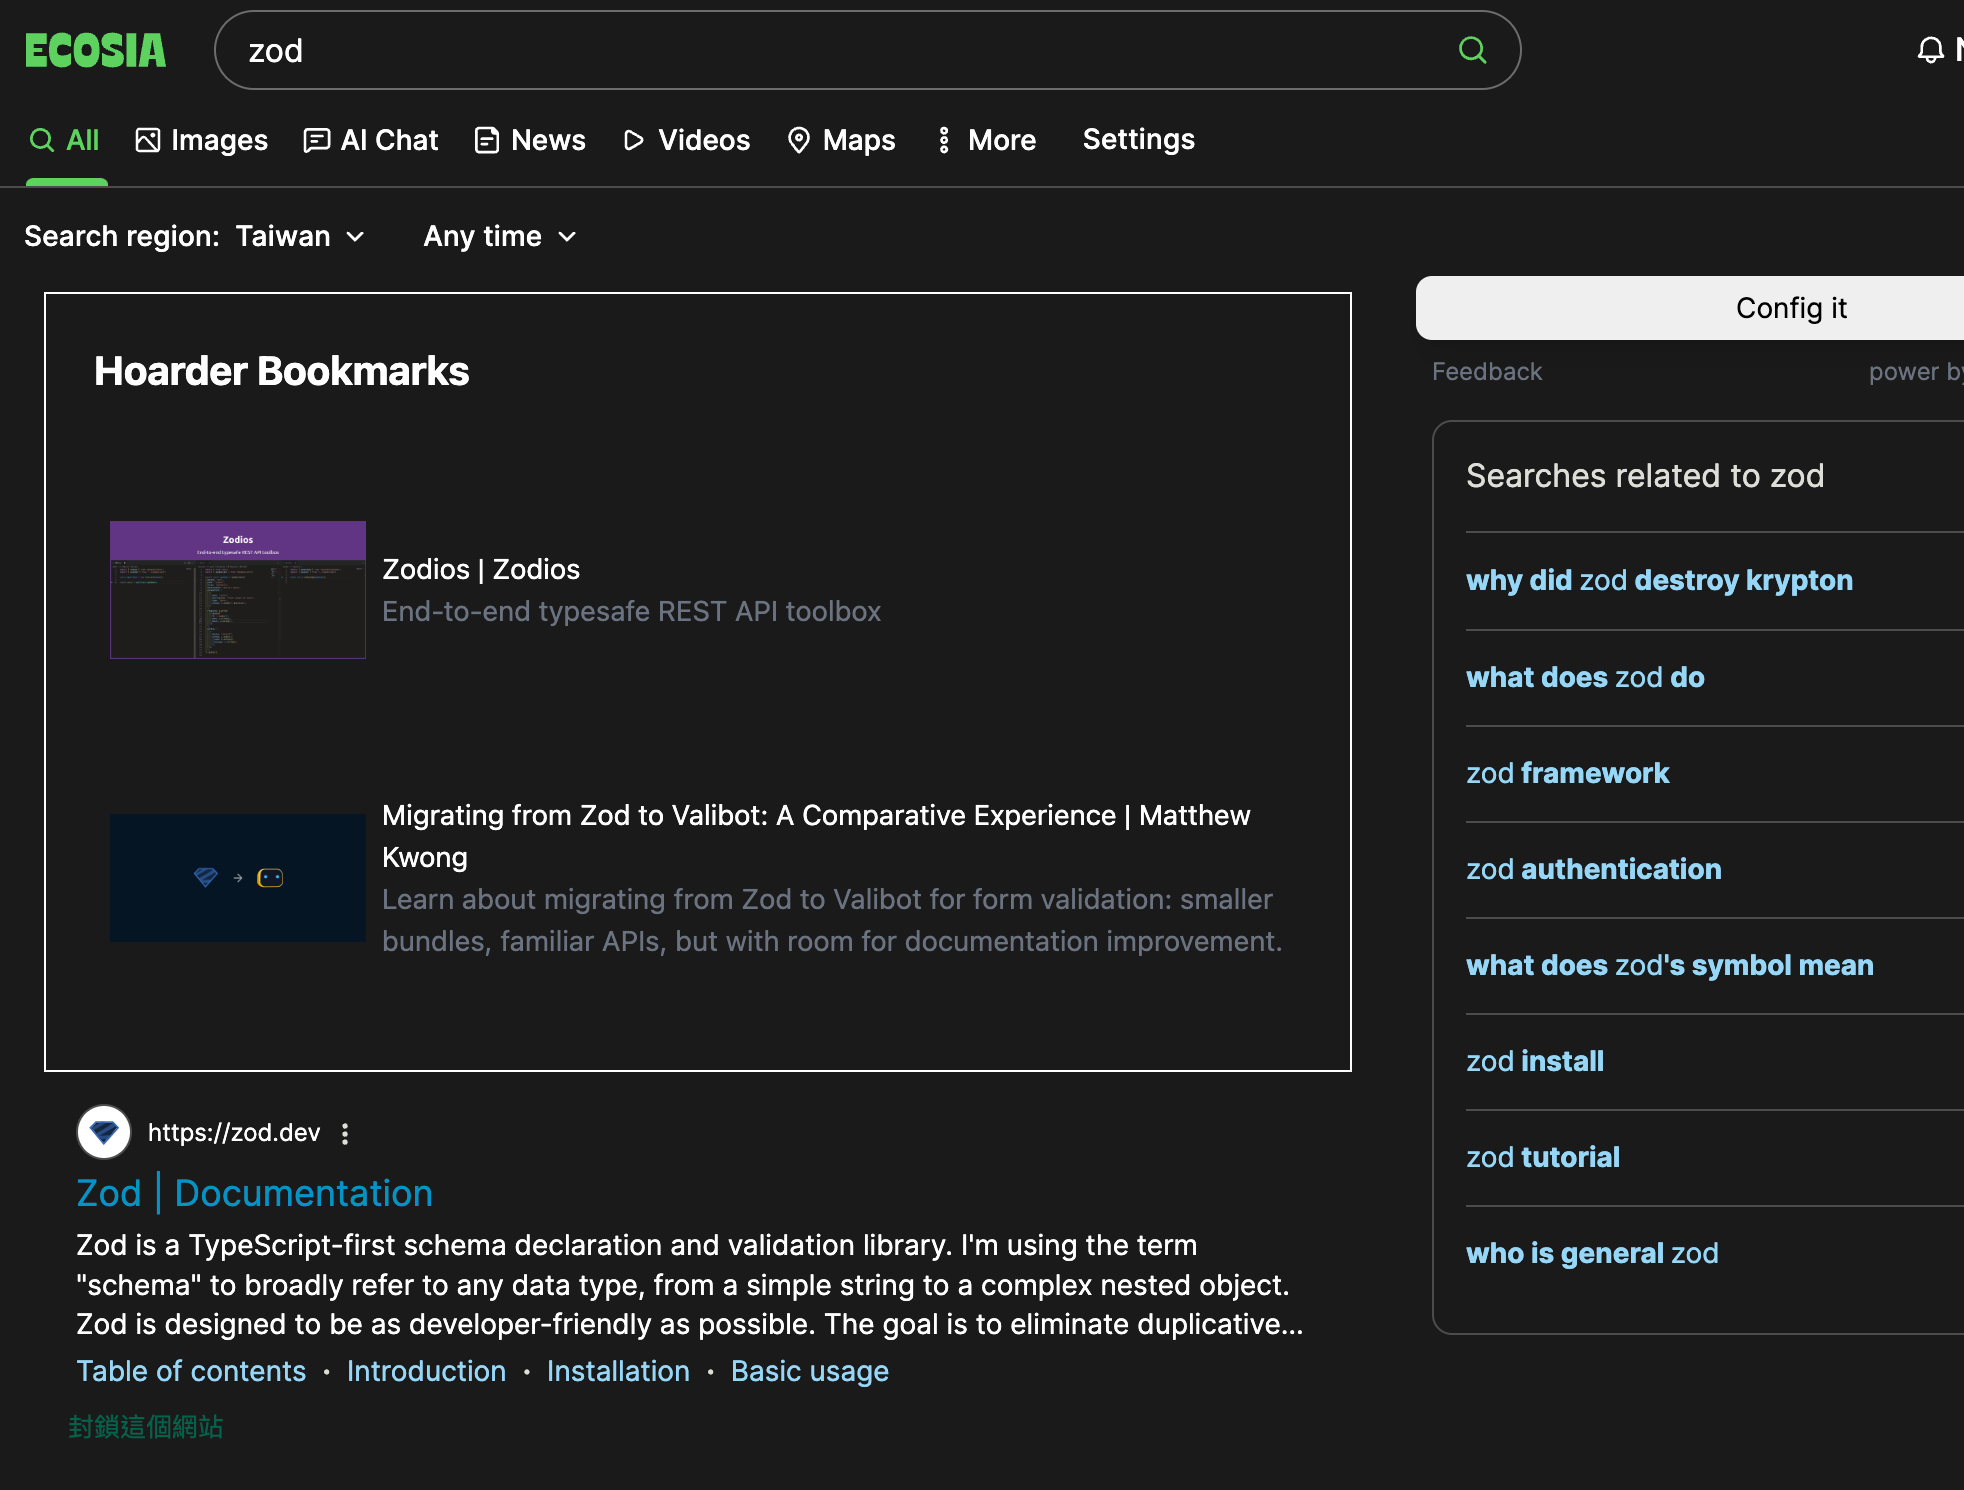 ECOSIA
zod
All
Images
AI Chat
News
Videos
Maps
More
Settings
Search region: Taiwan
Any time
Hoarder Bookmarks
Zodios
End-to-end typesafe REST API toolbox
Zodios | Zodios
End-to-end typesafe REST API toolbox
Migrating from Zod to Valibot: A Comparative Experience | Matthew
Kwong
Learn about migrating from Zod to Valibot for form validation: smaller
bundles, familiar APIs, but with room for documentation improvement.
https://zod.dev
Zod | Documentation
Zod is a TypeScript-first schema declaration and validation library. I'm using the term
"schema" to broadly refer to any data type, from a simple string to a complex nested object.
Zod is designed to be as developer-friendly as possible. The goal is to eliminate duplicative...
Table of contents · Introduction · Installation · Basic usage
封鎖這個網站
Config it
Feedback
power by
Searches related to zod
why did zod destroy krypton
what does zod do
zod framework
zod authentication
what does zod's symbol mean
zod install
zod tutorial
who is general zod